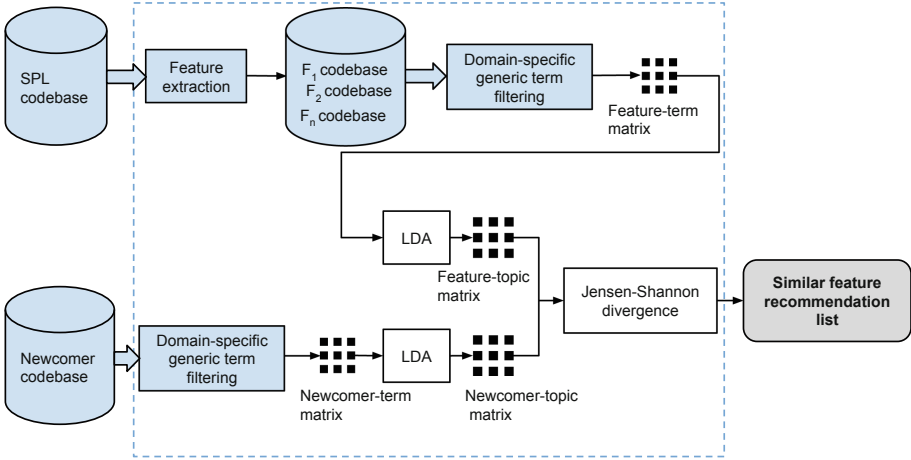 SPL
codebase
Feature
extraction
F1 codebase
F2 codebase
Fn codebase
Domain-specific
generic term
filtering
Feature-term
matrix
LDA
Feature-topic
matrix
Jensen-Shannon
divergence
Similar feature
recommendation
list
Newcomer
codebase
Domain-specific
generic term
filtering
Newcomer-term
matrix
LDA
Newcomer-topic
matrix